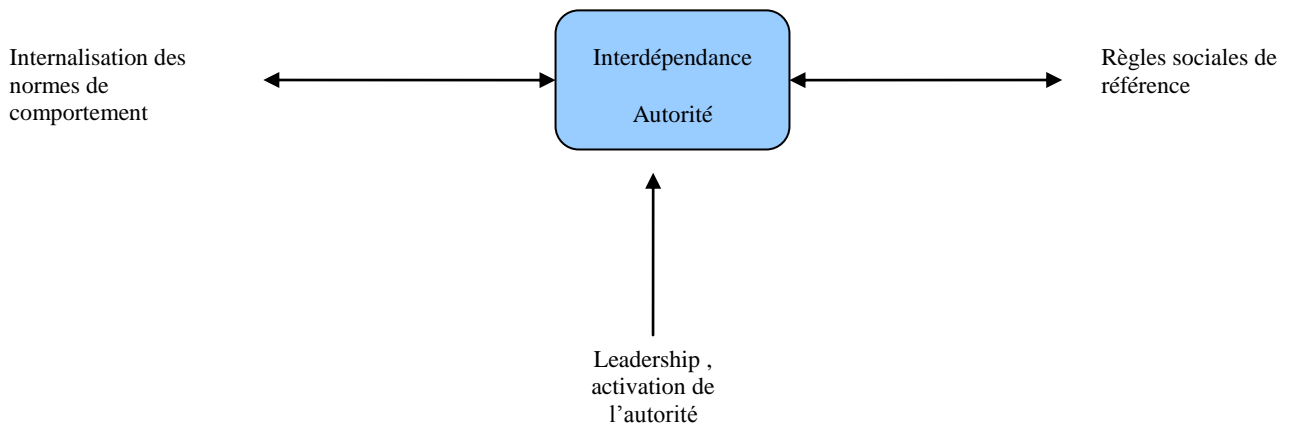 Internalisation des
normes de
comportement
Interdépendance
Autorité
Règles sociales de
référence
Leadership ,
activation de
l’autorité